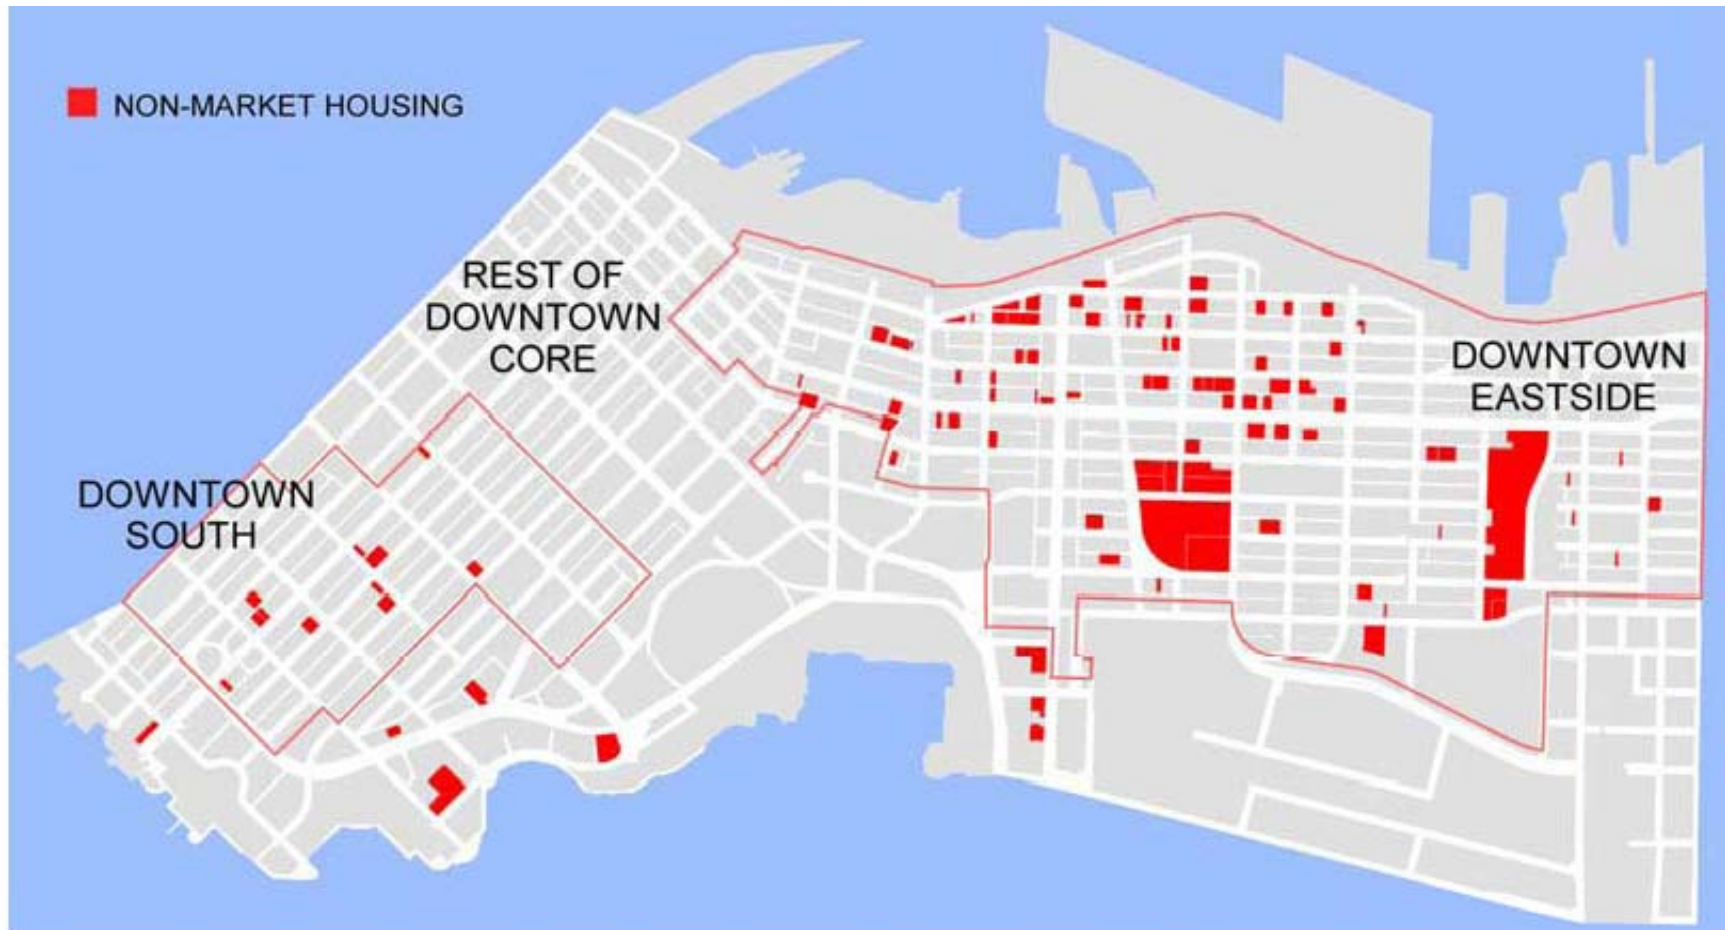 NON-MARKET HOUSING
REST OF
DOWNTOWN
CORE
DOWNTOWN
EASTSIDE
DOWNTOWN
SOUTH